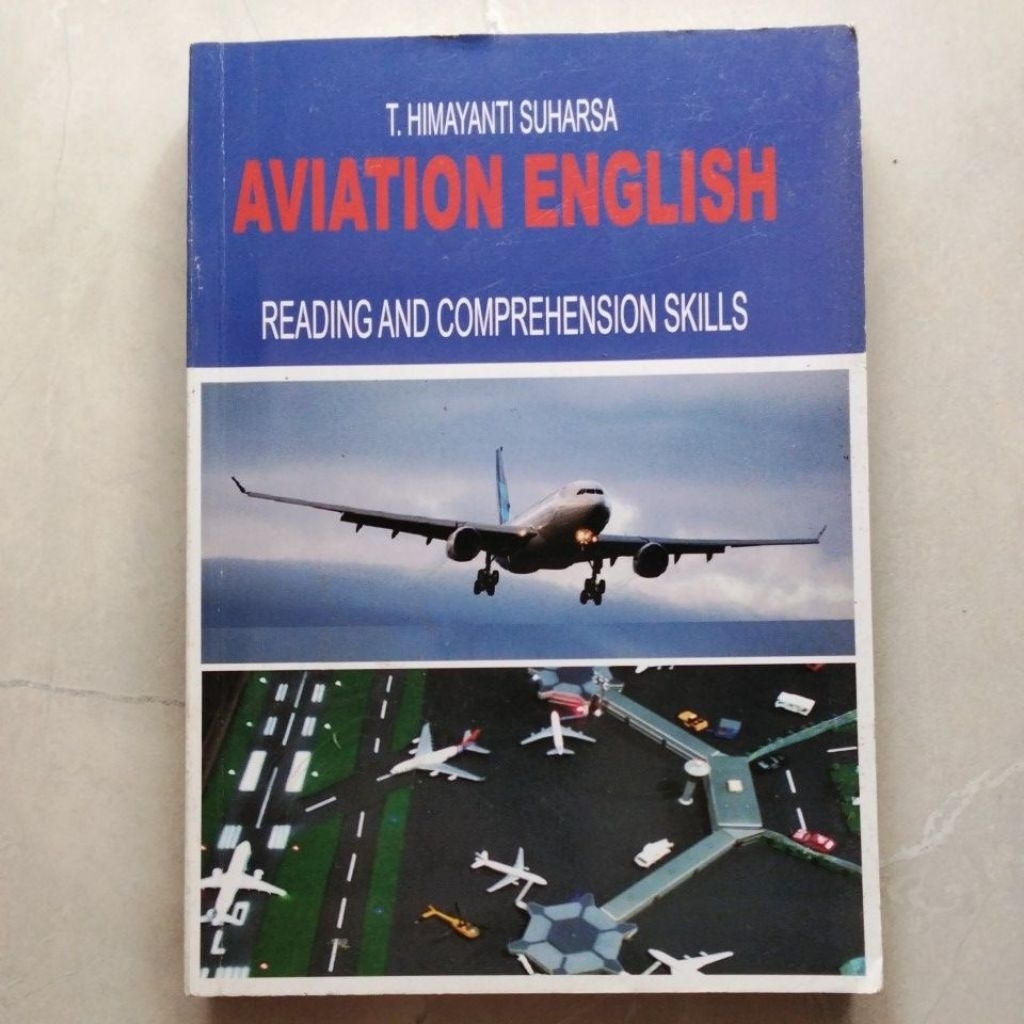 T. HIMAYANTI SUHARSA
AVIATION ENGLISH
READING AND COMPREHENSION SKILLS